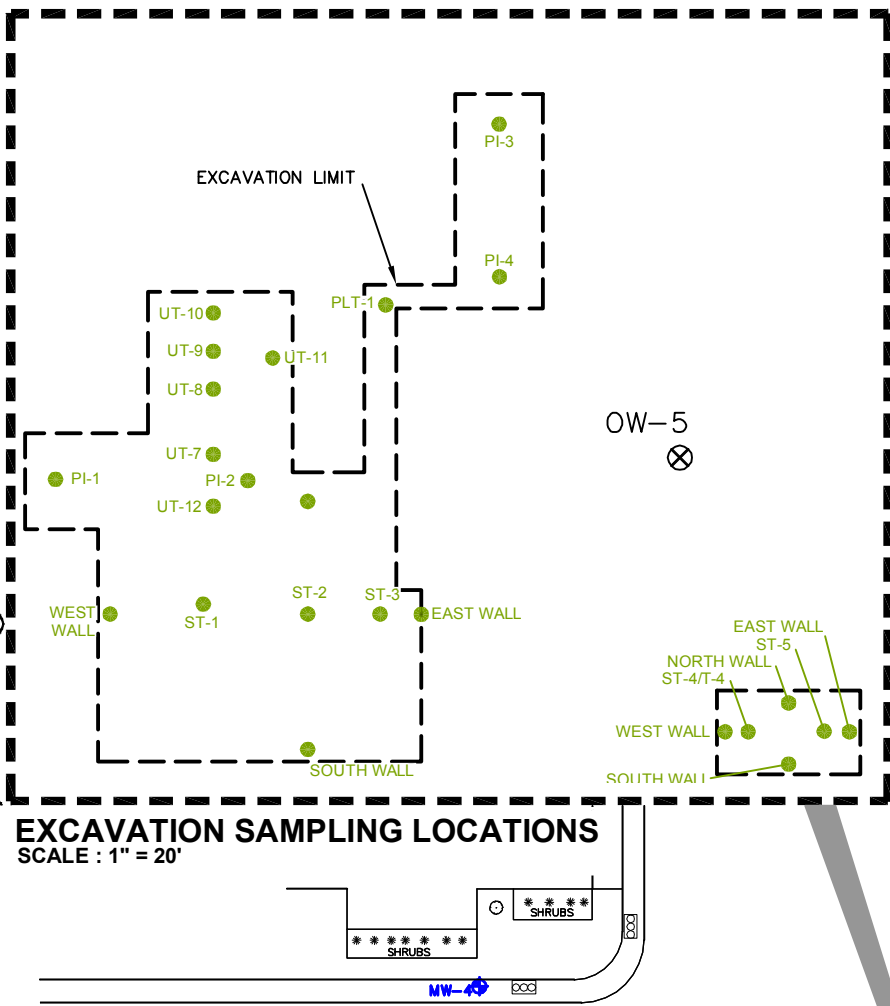 PI-3
EXCAVATION LIMIT
PI-4
PLT-1
UT-10
UT-9
UT-11
UT-8
OW-5
UT-7
PI-1
PI-2
UT-12
ST-2
ST-3
WEST
WALL
ST-1
EAST WALL
EAST WALL
ST-5
NORTH WALL
ST-4/T-4
WEST WALL
SOUTH WALL
SOUTH WALL
EXCAVATION SAMPLING LOCATIONS
SCALE : 1" = 20'
SHRUBS
SHRUBS
MW-4